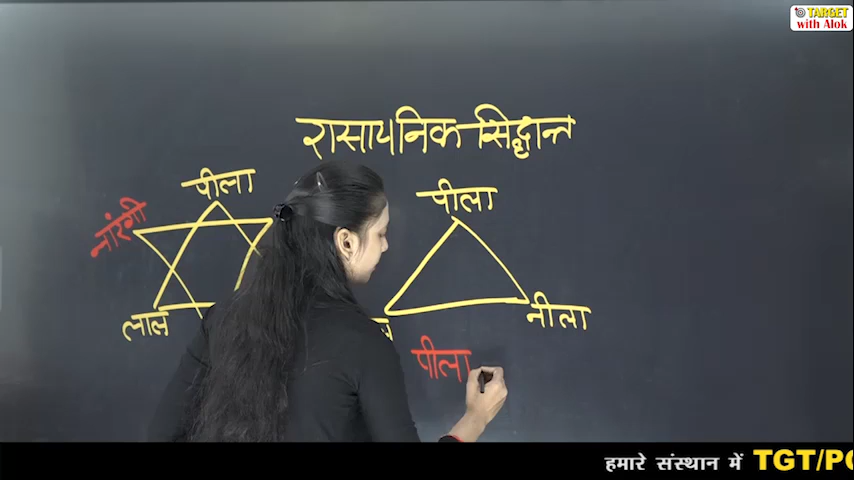 TARGET
with Alok
रासायनिक सिद्धान्त
पीला
पीला
नारंगी
लाल
नीला
पीला
हमारे संस्थान में TGT/PG